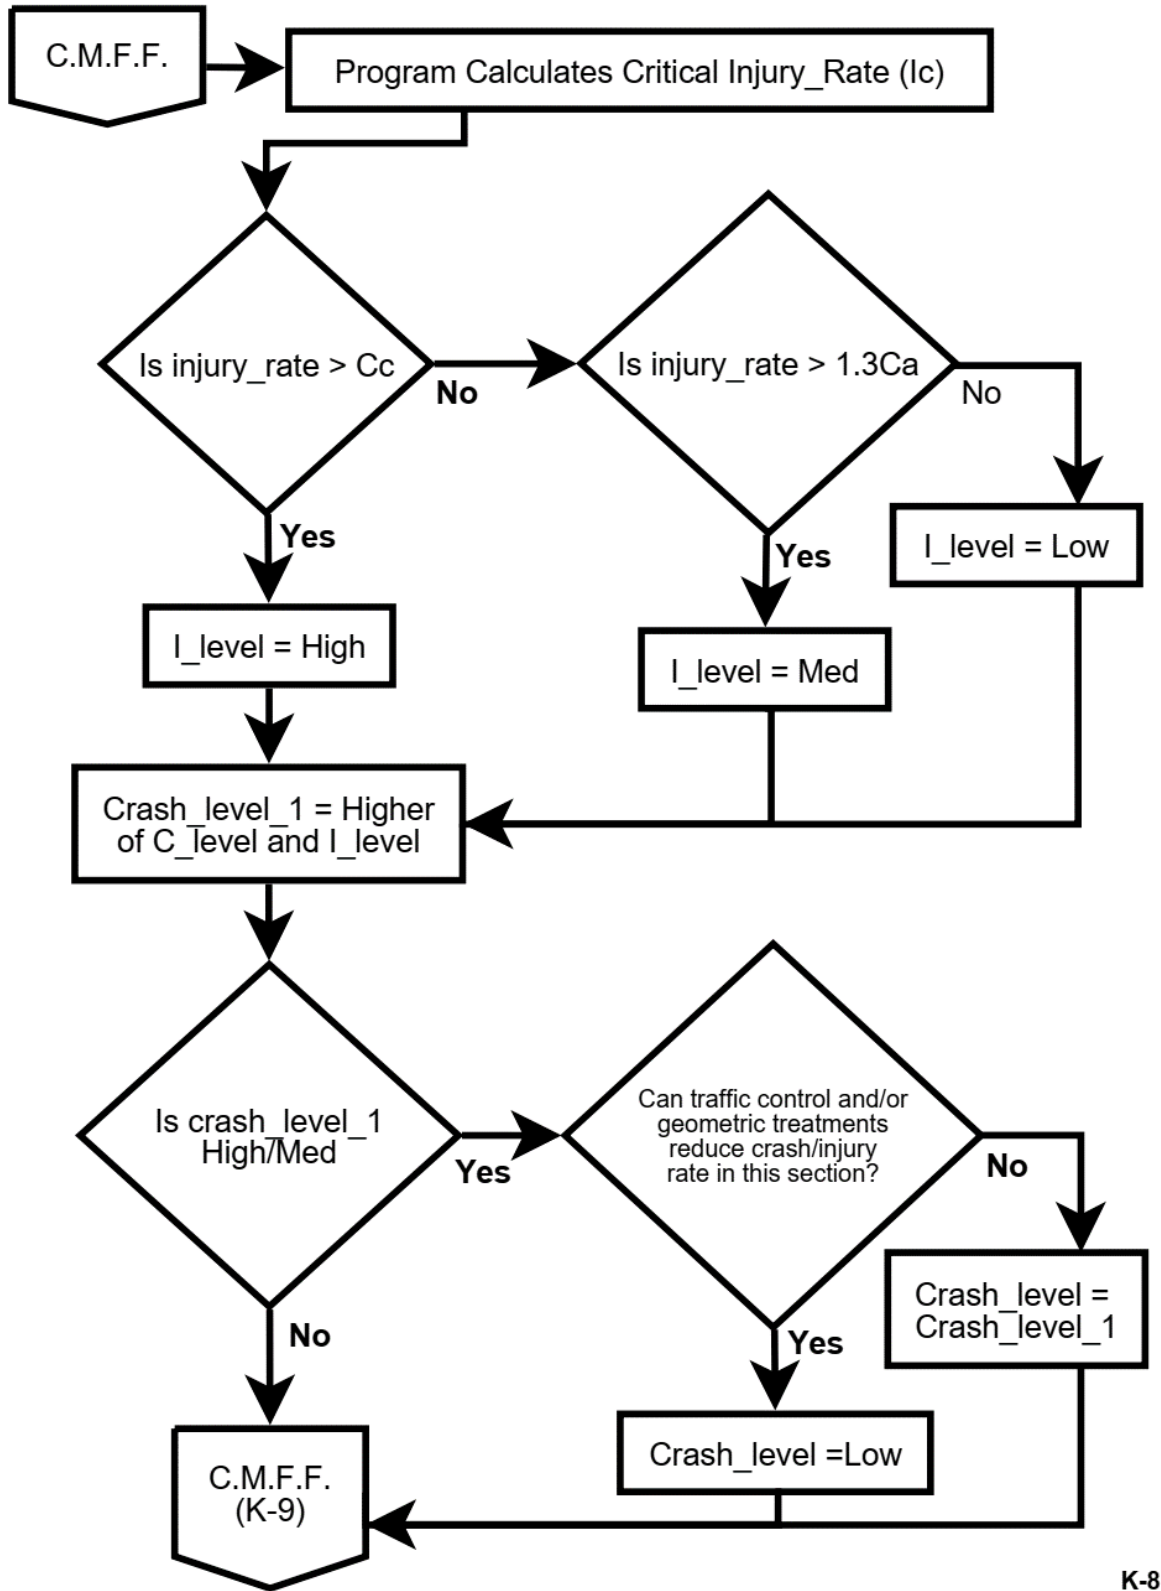 C.M.F.F.
Program Calculates Critical Injury_Rate (Ic)
Is injury_rate > Cc
No
Is injury_rate > 1.3Ca
No
Yes
Yes
I_level = Low
I_level = High
I_level = Med
Crash_level_1 = Higher
of C_level and I_level
Is crash_level_1
High/Med
Yes
Can traffic control and/or
geometric treatments
reduce crash/injury
rate in this section?
No
Crash_level =
Crash_level_1
No
Yes
Crash_level =Low
C.M.F.F.
(K-9)
K-8